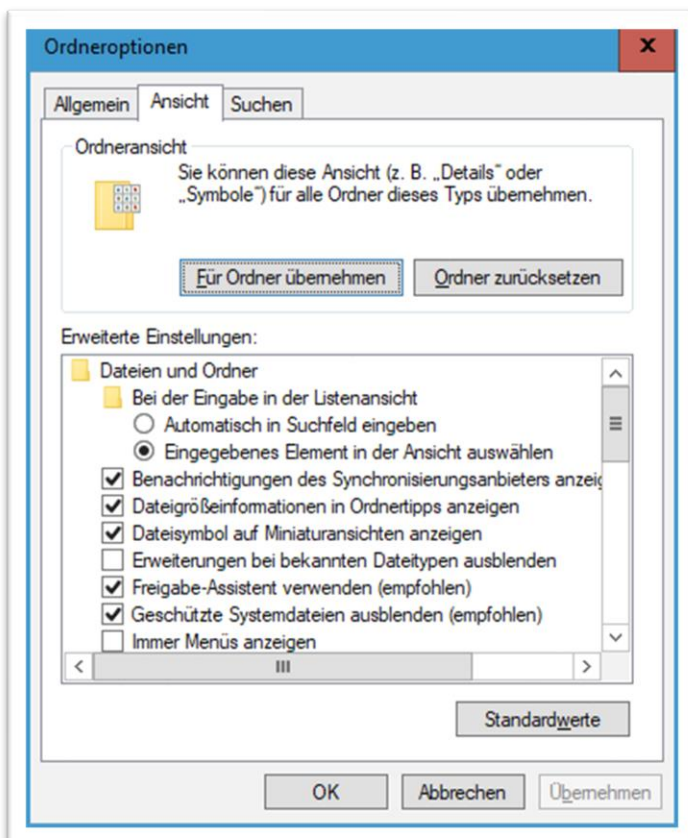 Ordneroptionen
x
Allgemein Ansicht Suchen
Ordneransicht
Sie können diese Ansicht (z. B. „Details" oder
„Symbole") für alle Ordner dieses Typs übernehmen.
Für Ordner übernehmen Ordner zurücksetzen
Erweiterte Einstellungen:
Dateien und Ordner
Bei der Eingabe in der Listenansicht
Automatisch in Suchfeld eingeben
Eingegebenes Element in der Ansicht auswählen
Benachrichtigungen des Synchronisierungsanbieters anzeig
Dateigrößeinformationen in Ordnertipps anzeigen
Dateisymbol auf Miniaturansichten anzeigen
Erweiterungen bei bekannten Dateitypen ausblenden
Freigabe-Assistent verwenden (empfohlen)
Geschützte Systemdateien ausblenden (empfohlen)
Immer Menüs anzeigen
Standardwerte
OK Abbrechen Übernehmen